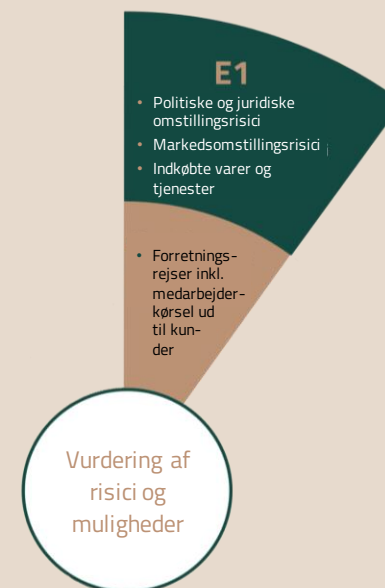 E1
• Politiske og juridiske
omstillingsrisici
• Markedsomstillingsrisici
• Indkøbte varer og
tjenester
• Forretnings-
rejser inkl.
medarbejder-
kørsel ud
til kun-
der
Vurdering af
risici og
muligheder